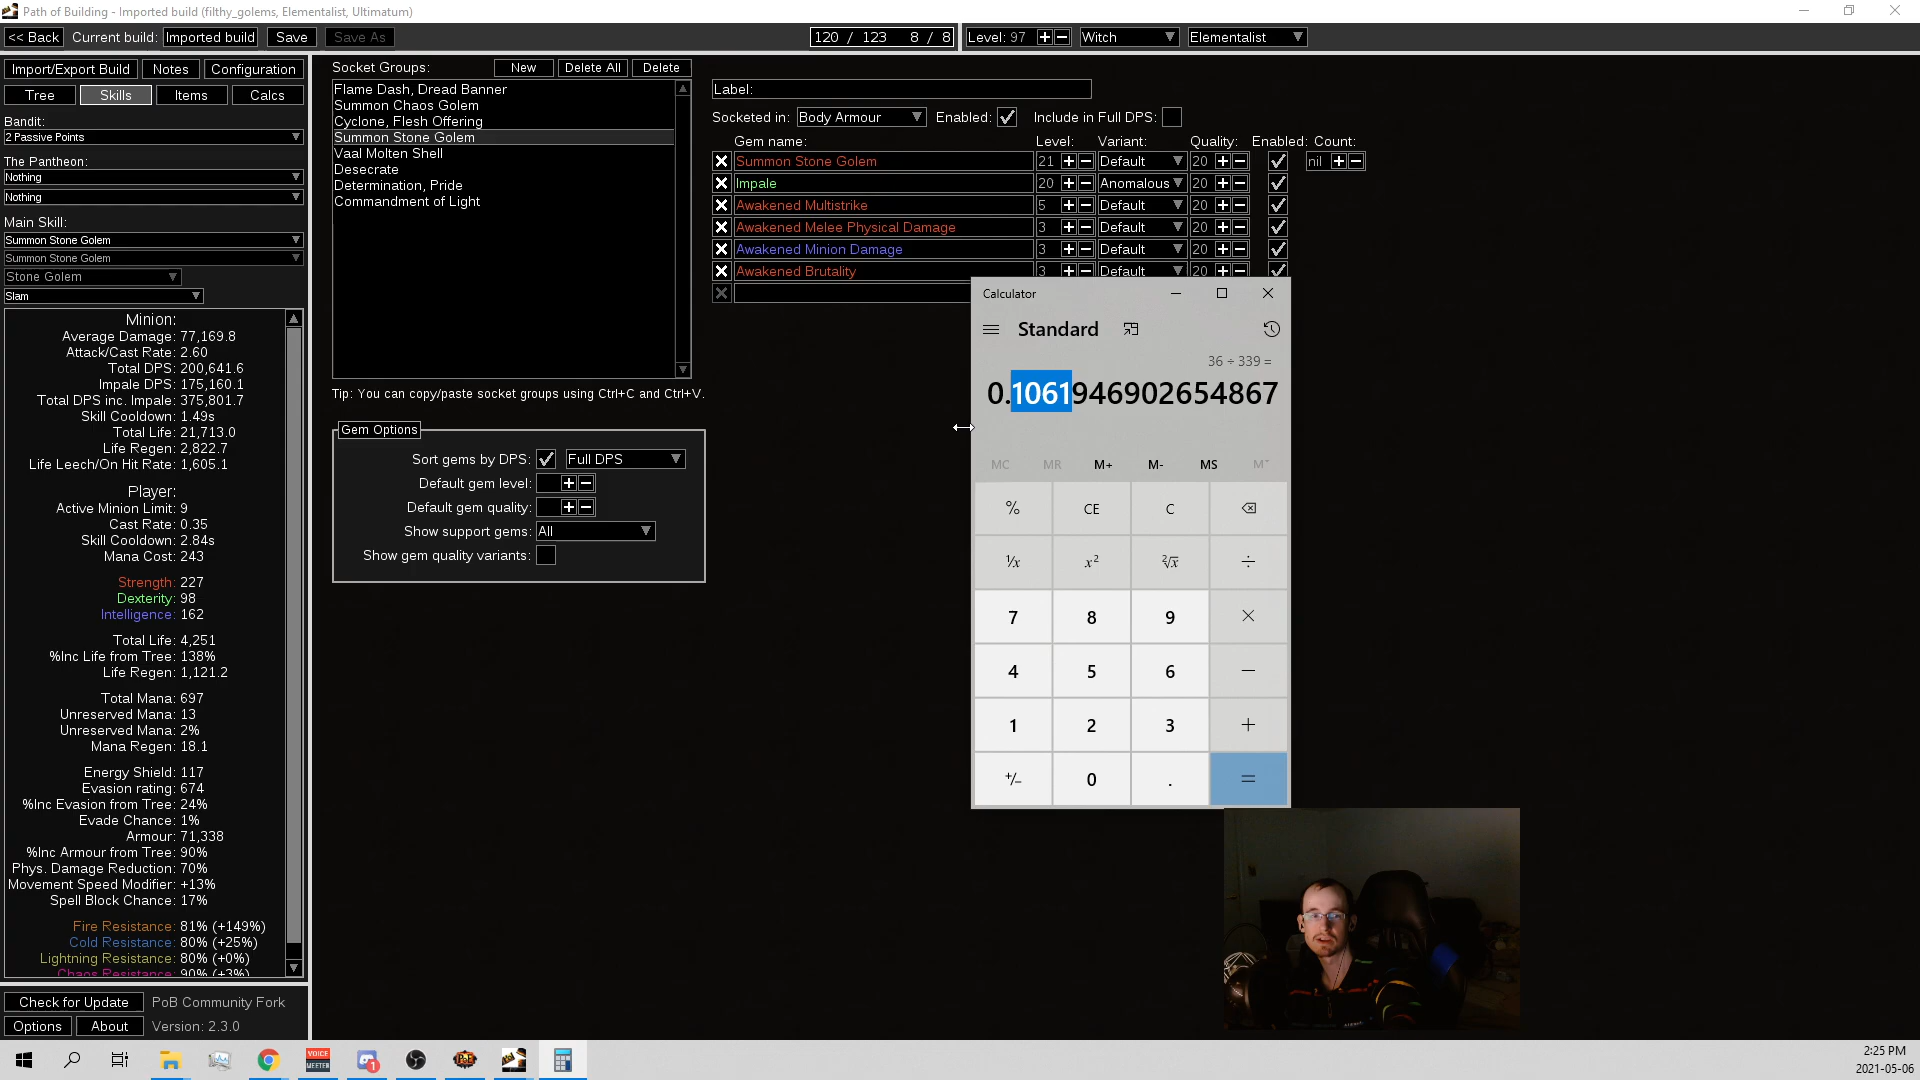 Path of Building - Imported build (filthy_golems, Elementalist, Ultimatum)
<< Back Current build: Imported build Save Save As 120 / 123 8 / 8 Level: 97 Witch Elementalist
Import/Export Build Notes Configuration
Tree Skills Items Calcs
Bandit:
2 Passive Points
The Pantheon:
Nothing
Nothing
Main Skill:
Summon Stone Golem
Summon Stone Golem
Stone Golem
Slam
Minion:
Average Damage: 77,169.8
Attack/Cast Rate: 2.60
Total DPS: 200,641.6
Impale DPS: 175,160.1
Total DPS inc. Impale: 375,801.7
Skill Cooldown: 1.49s
Total Life: 21,713.0
Life Regen: 2,822.7
Life Leech/On Hit Rate: 1,605.1
Player:
Active Minion Limit: 9
Cast Rate: 0.35
Skill Cooldown: 2.84s
Mana Cost: 243
Strength: 227
Dexterity: 98
Intelligence: 162
Total Life: 4,251
%Inc Life from Tree: 138%
Life Regen: 1,121.2
Total Mana: 697
Unreserved Mana: 13
Unreserved Mana: 2%
Mana Regen: 18.1
Energy Shield: 117
Evasion rating: 674
%Inc Evasion from Tree: 24%
Evade Chance: 1%
Armour: 71,338
%Inc Armour from Tree: 90%
Phys. Damage Reduction: 70%
Movement Speed Modifier: +13%
Spell Block Chance: 17%
Fire Resistance: 81% (+149%)
Cold Resistance: 80% (+25%)
Lightning Resistance: 80% (+0%)
Chaos Resistance: 90% (+3%)
Check for Update PoB Community Fork
Options About Version: 2.3.0
Socket Groups: New Delete All Delete
Flame Dash, Dread Banner
Summon Chaos Golem
Cyclone, Flesh Offering
Summon Stone Golem
Vaal Molten Shell
Desecrate
Determination, Pride
Commandment of Light
Tip: You can copy/paste socket groups using Ctrl+C and Ctrl+V.
Gem Options
Sort gems by DPS: Full DPS
Default gem level:
Default gem quality:
Show support gems: All
Show gem quality variants:
Label:
Socketed in: Body Armour Enabled: Include in Full DPS:
Gem name: Level: Variant: Quality: Enabled: Count:
Summon Stone Golem 21 Default 20 nil
Impale 20 Anomalous 20
Awakened Multistrike 5 Default 20
Awakened Melee Physical Damage 3 Default 20
Awakened Minion Damage 3 Default 20
Awakened Brutality 3 Default 20
Calculator
Standard
36 ÷ 339 =
0.1061946902654867
MC MR M+ M- MS M˅
% CE C
¹/x x² ²√x ÷
7 8 9 ×
4 5 6 −
1 2 3 +
+/− 0 . =
VOICE
MEETER
1
PoE
2:25 PM
2021-05-06